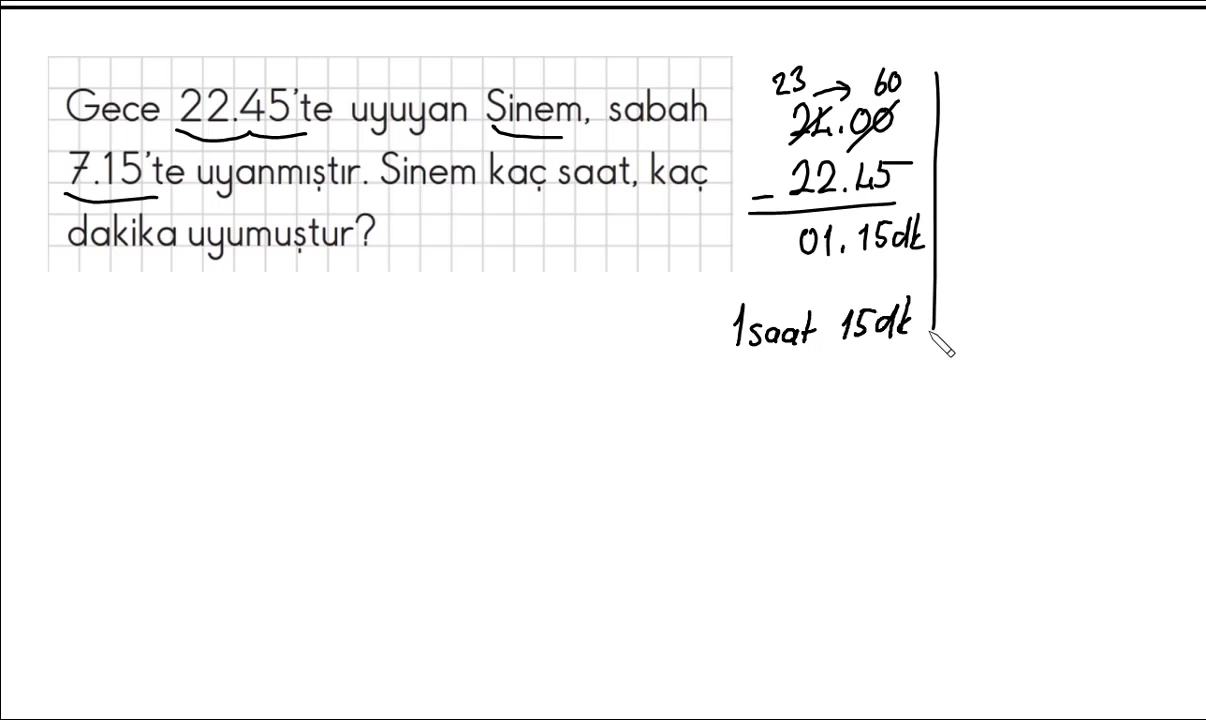 Gece 22.45'te uyuyan Sinem, sabah
7.15'te uyanmıştır. Sinem kaç saat, kaç
dakika uyumuştur?
23 → 60
24.00
- 22.45
01.15dk
1saat 15dk